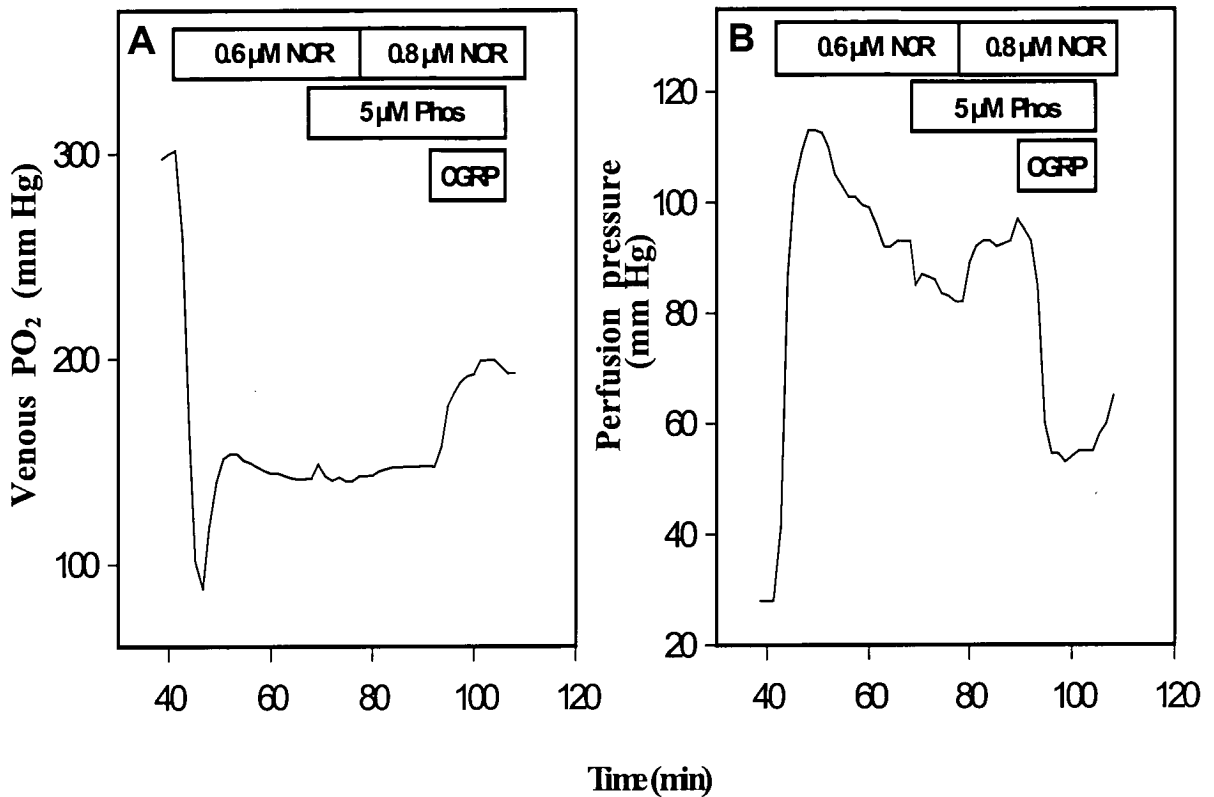 A
0.6 µM NOR
0.8 µM NOR
5 µM Phos
CGRP
Venous PO₂ (mm Hg)
300
200
100
40
60
80
100
120
B
0.6 µM NOR
0.8 µM NOR
5 µM Phos
CGRP
Perfusion pressure
(mm Hg)
120
100
80
60
40
20
40
60
80
100
120
Time (min)